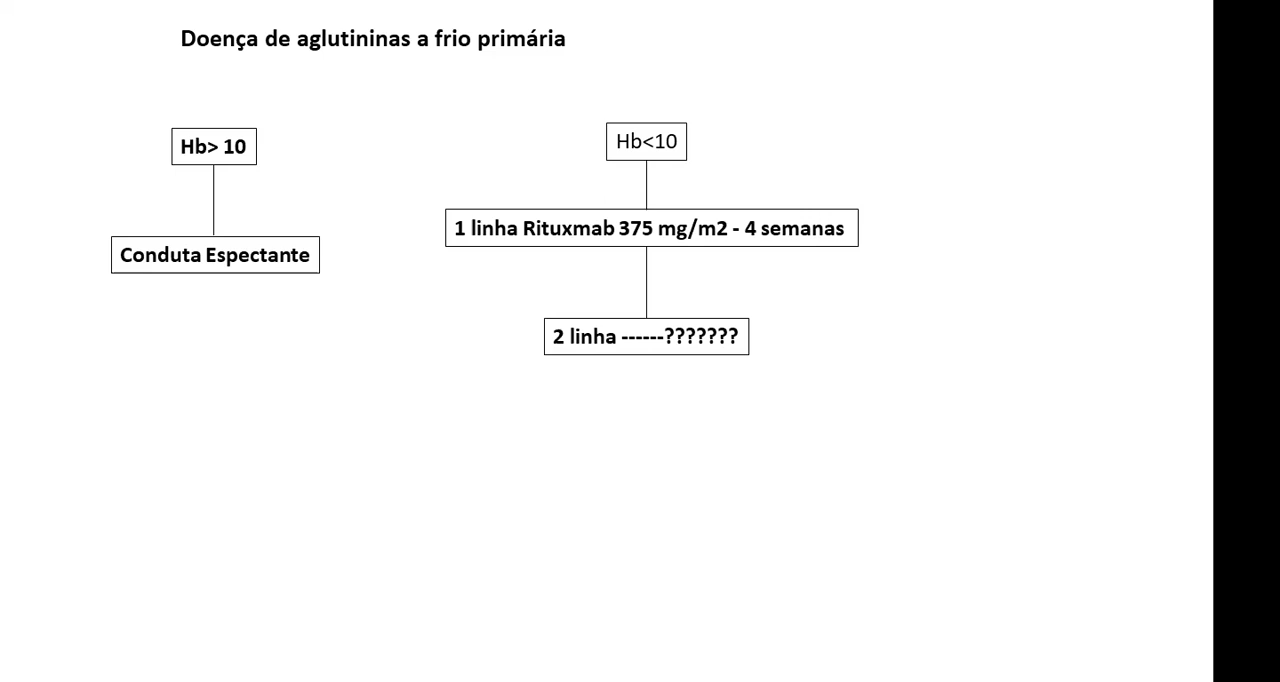 Doença de aglutininas a frio primária
Hb> 10
Hb<10
1 linha Rituxmab 375 mg/m2 - 4 semanas
Conduta Espectante
2 linha ------???????